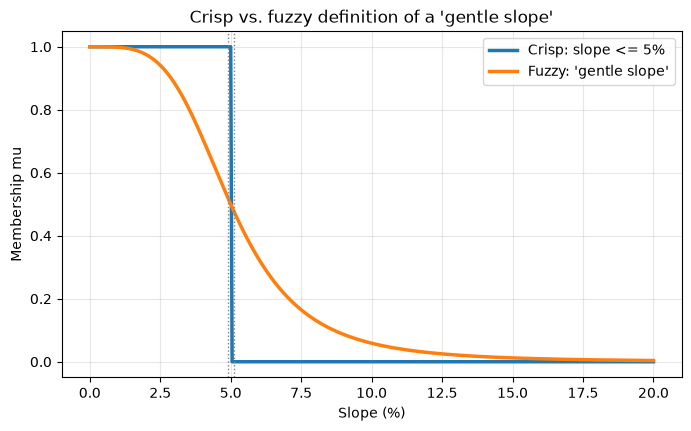 Crisp vs. fuzzy definition of a 'gentle slope'
Crisp: slope <= 5%
Fuzzy: 'gentle slope'
Membership mu
1.0
0.8
0.6
0.4
0.2
0.0
0.0 2.5 5.0 7.5 10.0 12.5 15.0 17.5 20.0
Slope (%)